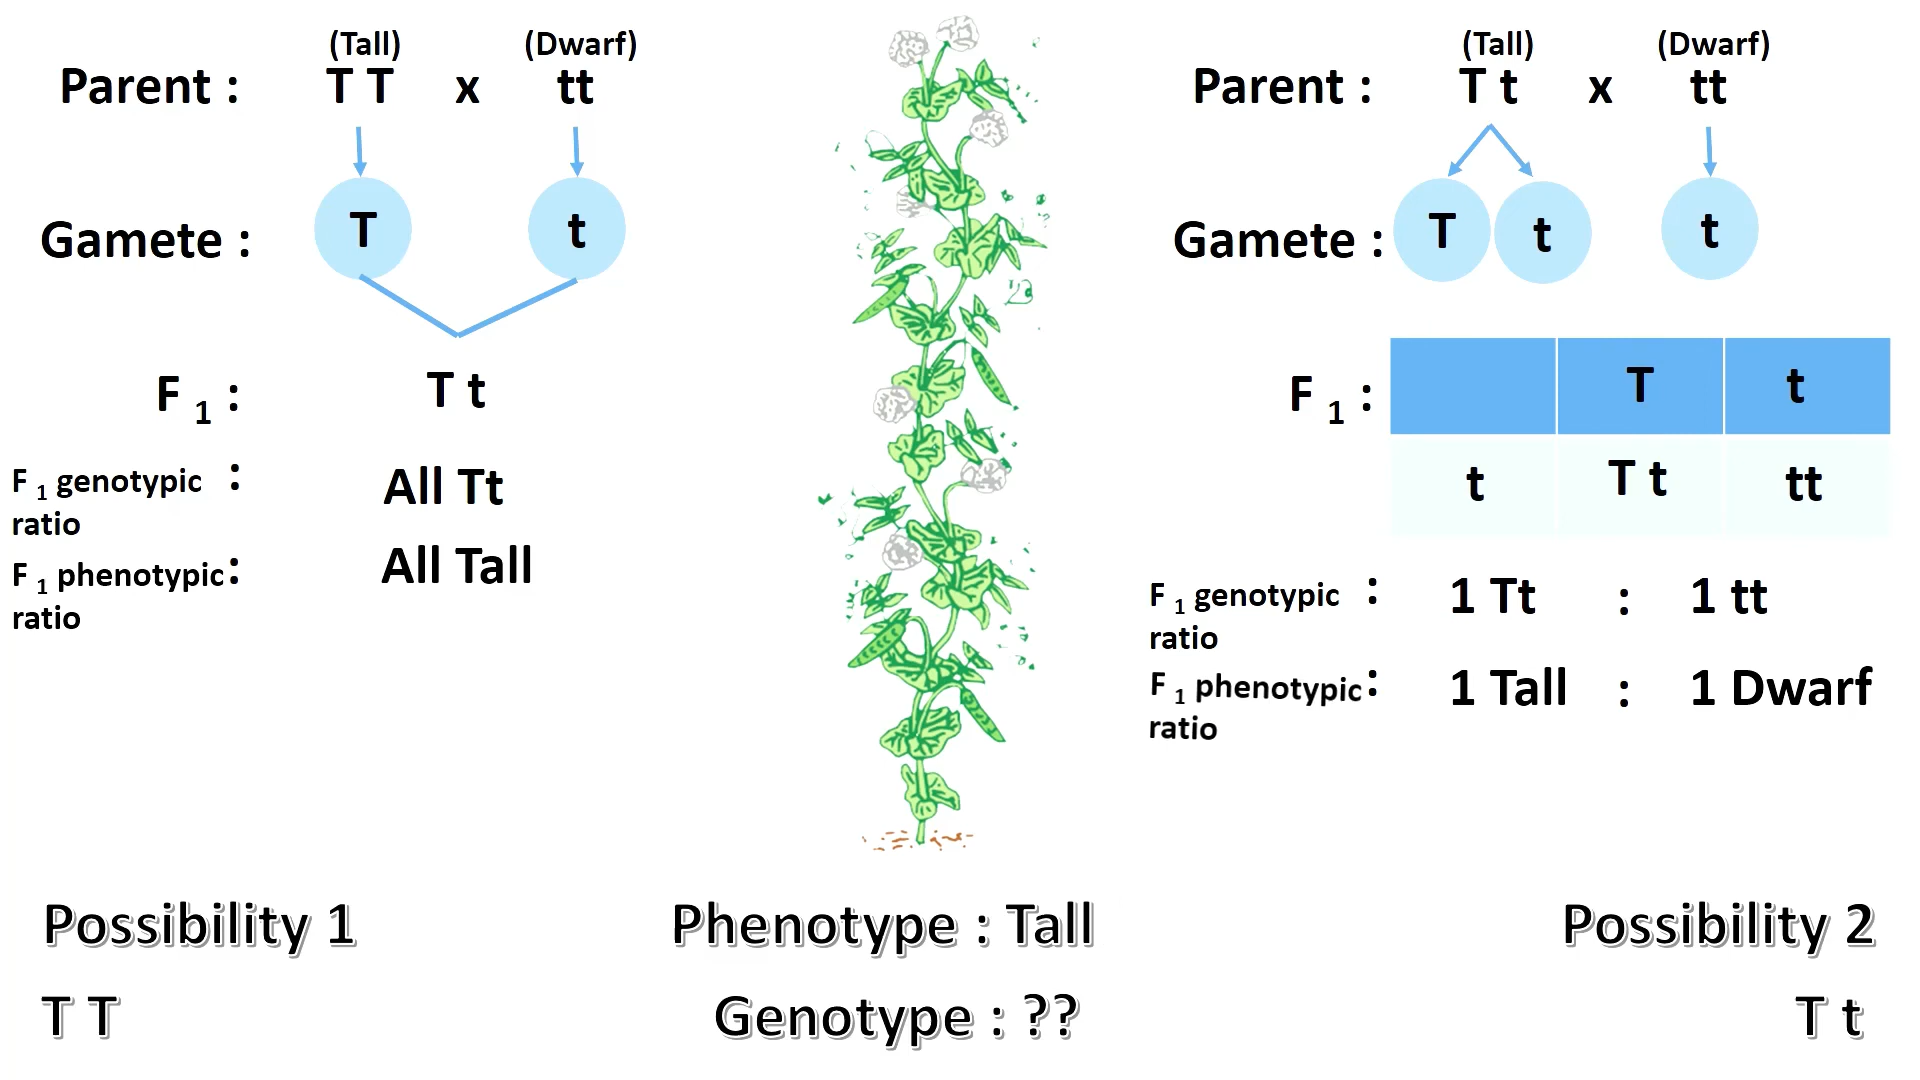 (Tall) (Dwarf)
Parent : T T x tt
Gamete : T t
F 1 : T t
F 1 genotypic : All Tt
ratio
F 1 phenotypic : All Tall
ratio
Possibility 1
T T
Phenotype : Tall
Genotype : ??
(Tall) (Dwarf)
Parent : T t x tt
Gamete : T t t
F 1 : T t
t T t tt
F 1 genotypic : 1 Tt : 1 tt
ratio
F 1 phenotypic : 1 Tall : 1 Dwarf
ratio
Possibility 2
T t